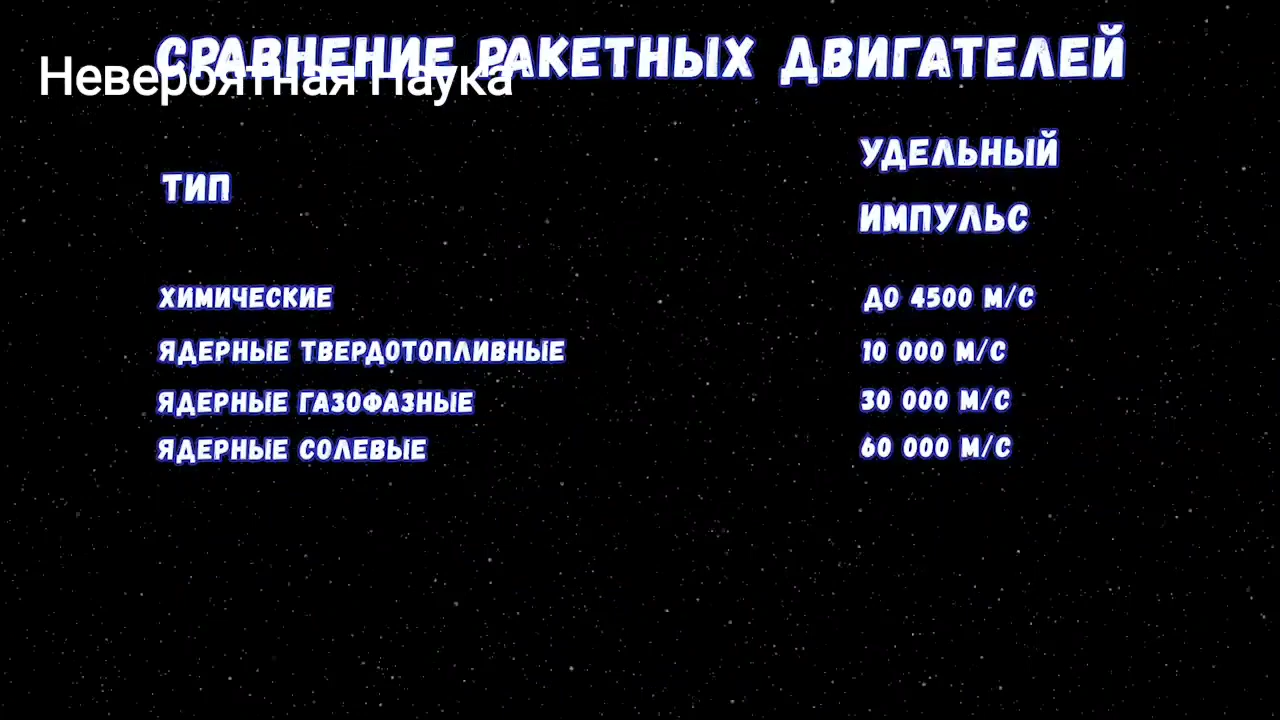 СРАВНЕНИЕ РАКЕТНЫХ ДВИГАТЕЛЕЙ
Невероятная Наука
ТИП
УДЕЛЬНЫЙ
ИМПУЛЬС
ХИМИЧЕСКИЕ ДО 4500 М/С
ЯДЕРНЫЕ ТВЕРДОТОПЛИВНЫЕ 10 000 М/С
ЯДЕРНЫЕ ГАЗОФАЗНЫЕ 30 000 М/С
ЯДЕРНЫЕ СОЛЕВЫЕ 60 000 М/С